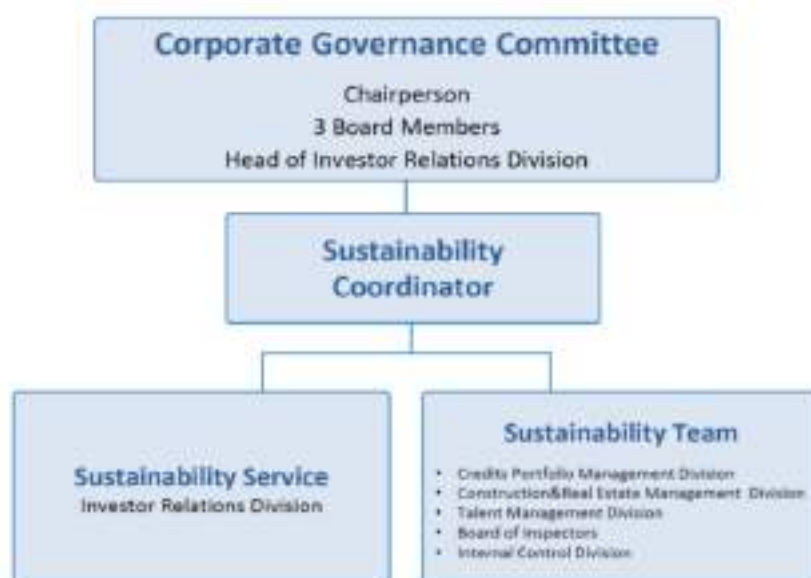 Corporate Governance Committee
Chairperson
3 Board Members
Head of Investor Relations Division
Sustainability
Coordinator
Sustainability Service
Investor Relations Division
Sustainability Team
• Credits Portfolio Management Division
• Construction&Real Estate Management Division
• Talent Management Division
• Board of Inspectors
• Internal Control Division